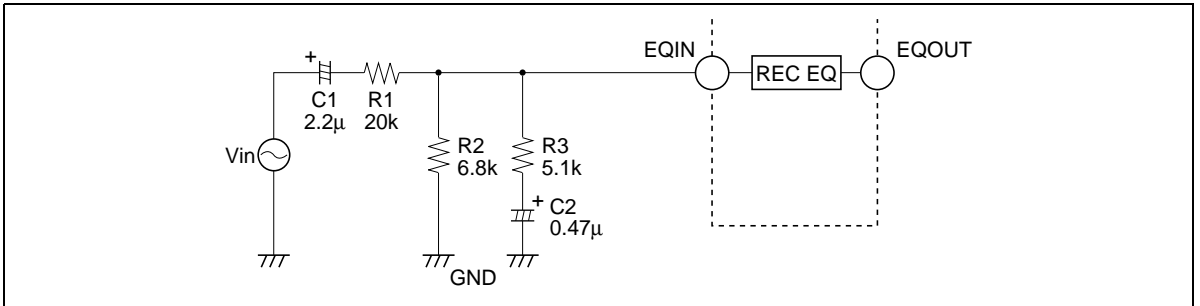 EQIN
EQOUT
REC EQ
+
C1
2.2μ
R1
20k
Vin
R2
6.8k
R3
5.1k
+
C2
0.47μ
GND